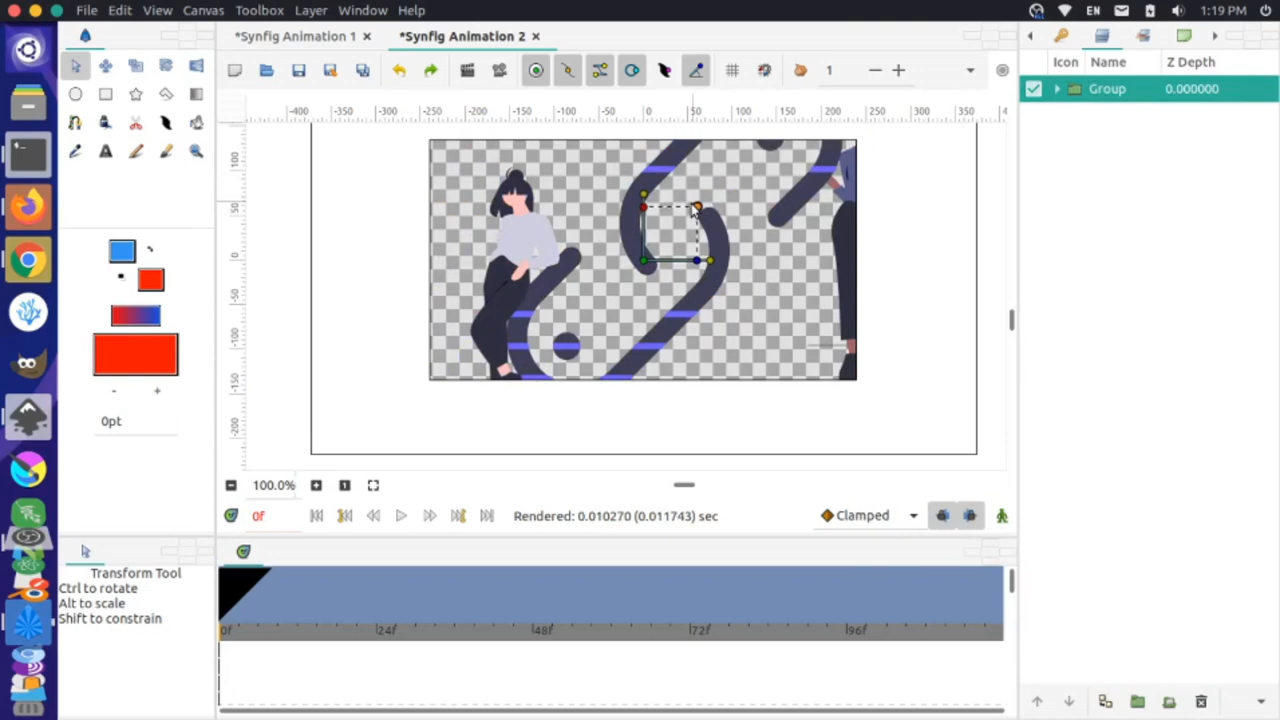 File Edit View Canvas Toolbox Layer Window Help
EN 1:19 PM
*Synfig Animation 1
*Synfig Animation 2
1
Icon Name Z Depth
Group 0.000000
-400 -350 -300 -250 -200 -150 -100 -50 0 50 100 150 200 250 300 350
100
50
0
-50
-100
-150
-200
- +
0pt
100.0%
0f
Rendered: 0.010270 (0.011743) sec
Clamped
Transform Tool
Ctrl to rotate
Alt to scale
Shift to constrain
0f 24f 48f 72f 96f